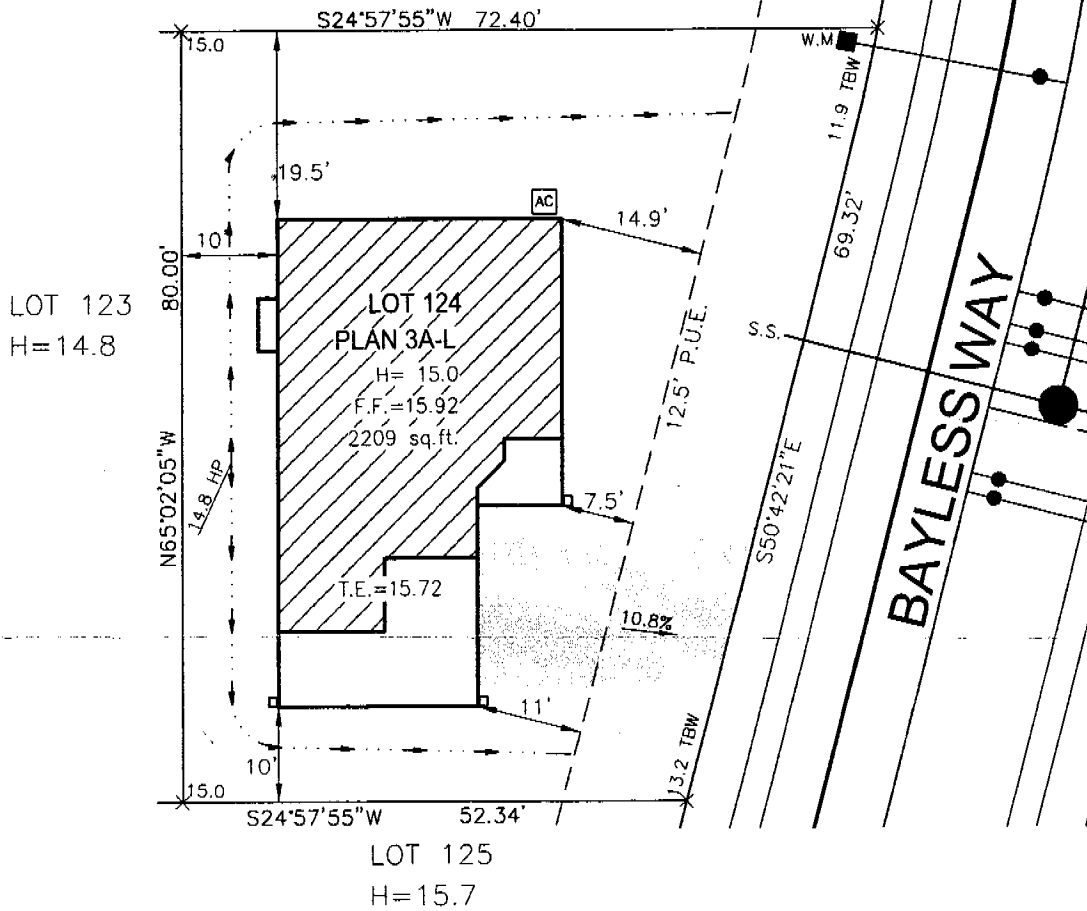 S24°57'55"W 72.40'
15.0
W.M
11.9 TBW
19.5'
AC
14.9'
10'
80.00'
69.32'
LOT 123
H=14.8
LOT 124
PLAN 3A-L
H= 15.0
F.F.=15.92
2209 sq.ft.
12.5' P.U.E.
S.S.
BAYLESS WAY
N65°02'05"W
14.8 HP
7.5'
S50°42'21"E
T.E.=15.72
10.8%
11'
10'
13.2 TBW
15.0
S24°57'55"W 52.34'
LOT 125
H=15.7